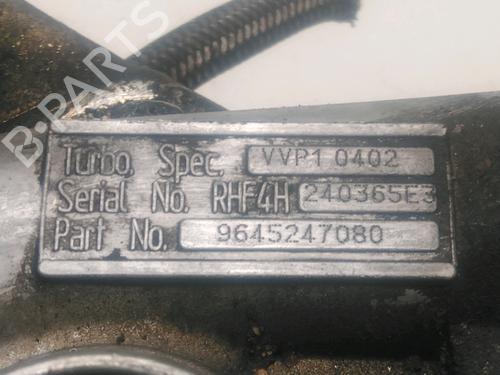 B-PARTS
Turbo. Spec. VVP1 0402
Serial No. RHF4H 240365E3
Part No. 9645247080